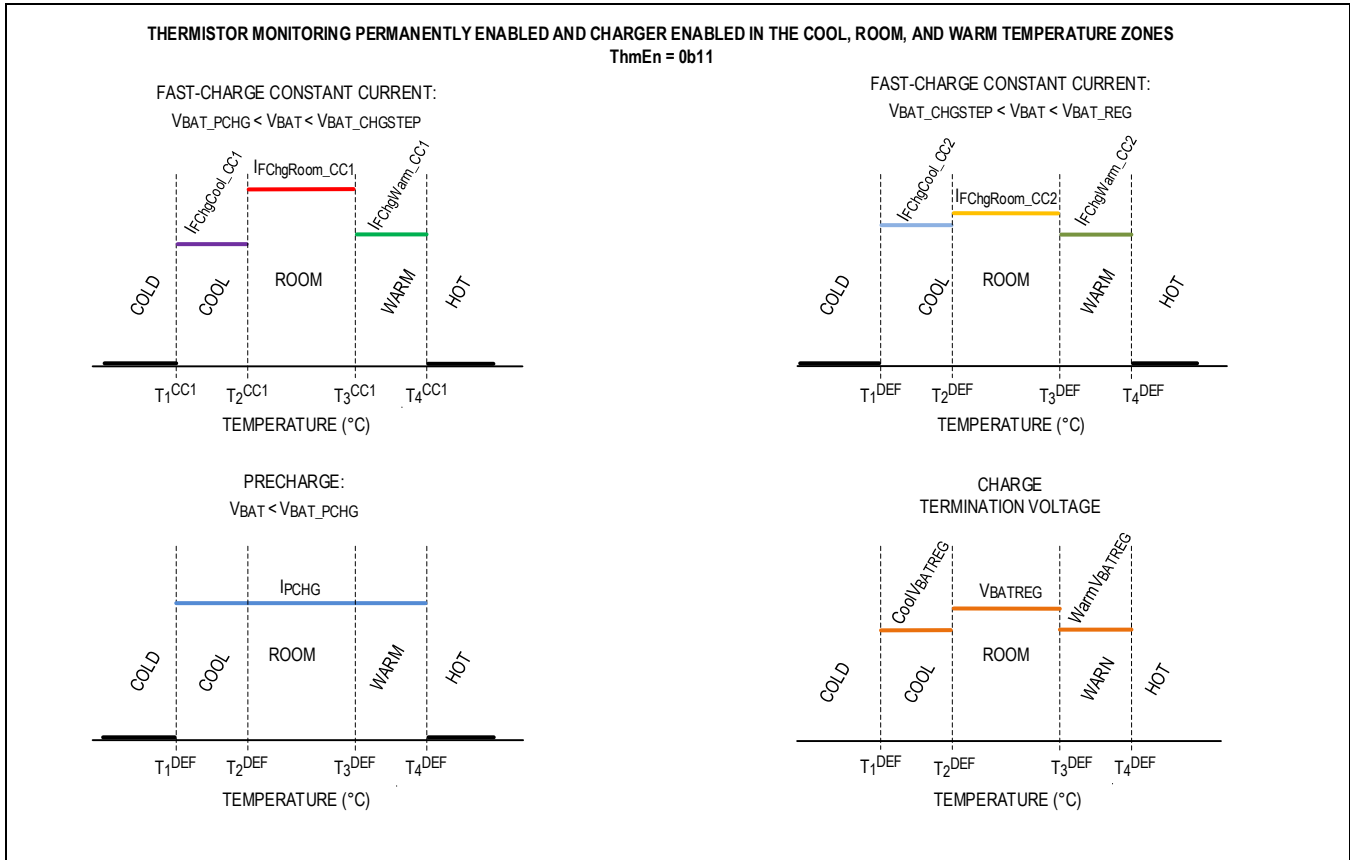 THERMISTOR MONITORING PERMANENTLY ENABLED AND CHARGER ENABLED IN THE COOL, ROOM, AND WARM TEMPERATURE ZONES
ThmEn = 0b11
FAST-CHARGE CONSTANT CURRENT:
VBAT_PCHG < VBAT < VBAT_CHGSTEP
IFChgCool_CC1
IFChgRoom_CC1
IFChgWarm_CC1
COLD
COOL
ROOM
WARM
HOT
T1CC1 T2CC1 T3CC1 T4CC1
TEMPERATURE (°C)
FAST-CHARGE CONSTANT CURRENT:
VBAT_CHGSTEP < VBAT < VBAT_REG
IFChgCool_CC2
IFChgRoom_CC2
IFChgWarm_CC2
COLD
COOL
ROOM
WARM
HOT
T1DEF T2DEF T3DEF T4DEF
TEMPERATURE (°C)
PRECHARGE:
VBAT < VBAT_PCHG
IPCHG
COLD
COOL
ROOM
WARM
HOT
T1DEF T2DEF T3DEF T4DEF
TEMPERATURE (°C)
CHARGE
TERMINATION VOLTAGE
CoolVBATREG
VBATREG
WarmVBATREG
COLD
COOL
ROOM
WARN
HOT
T1DEF T2DEF T3DEF T4DEF
TEMPERATURE (°C)